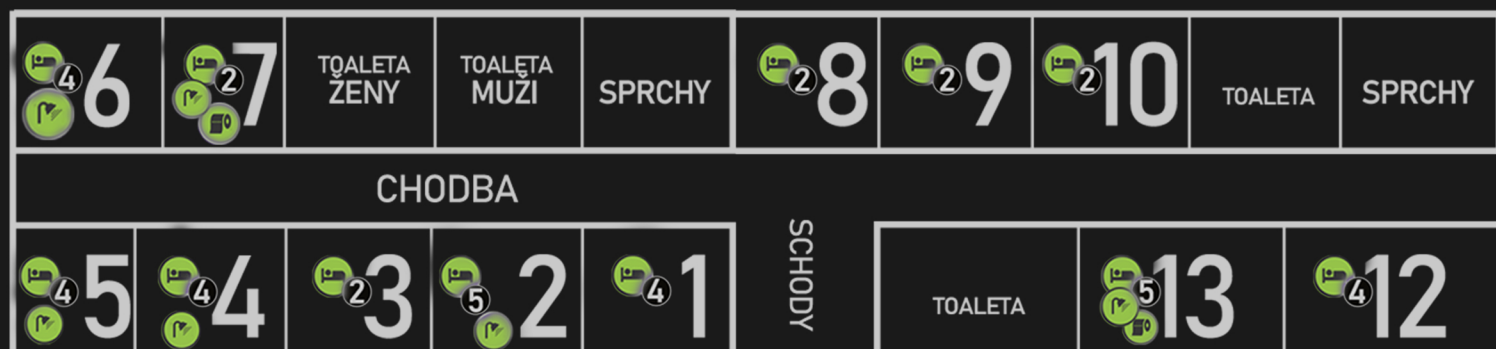 4 6
2 7
TOALETA
ŽENY
TOALETA
MUŽI
SPRCHY
2 8
2 9
2 10
TOALETA
SPRCHY
CHODBA
SCHODY
4 5
4 4
2 3
5 2
4 1
TOALETA
5 13
4 12